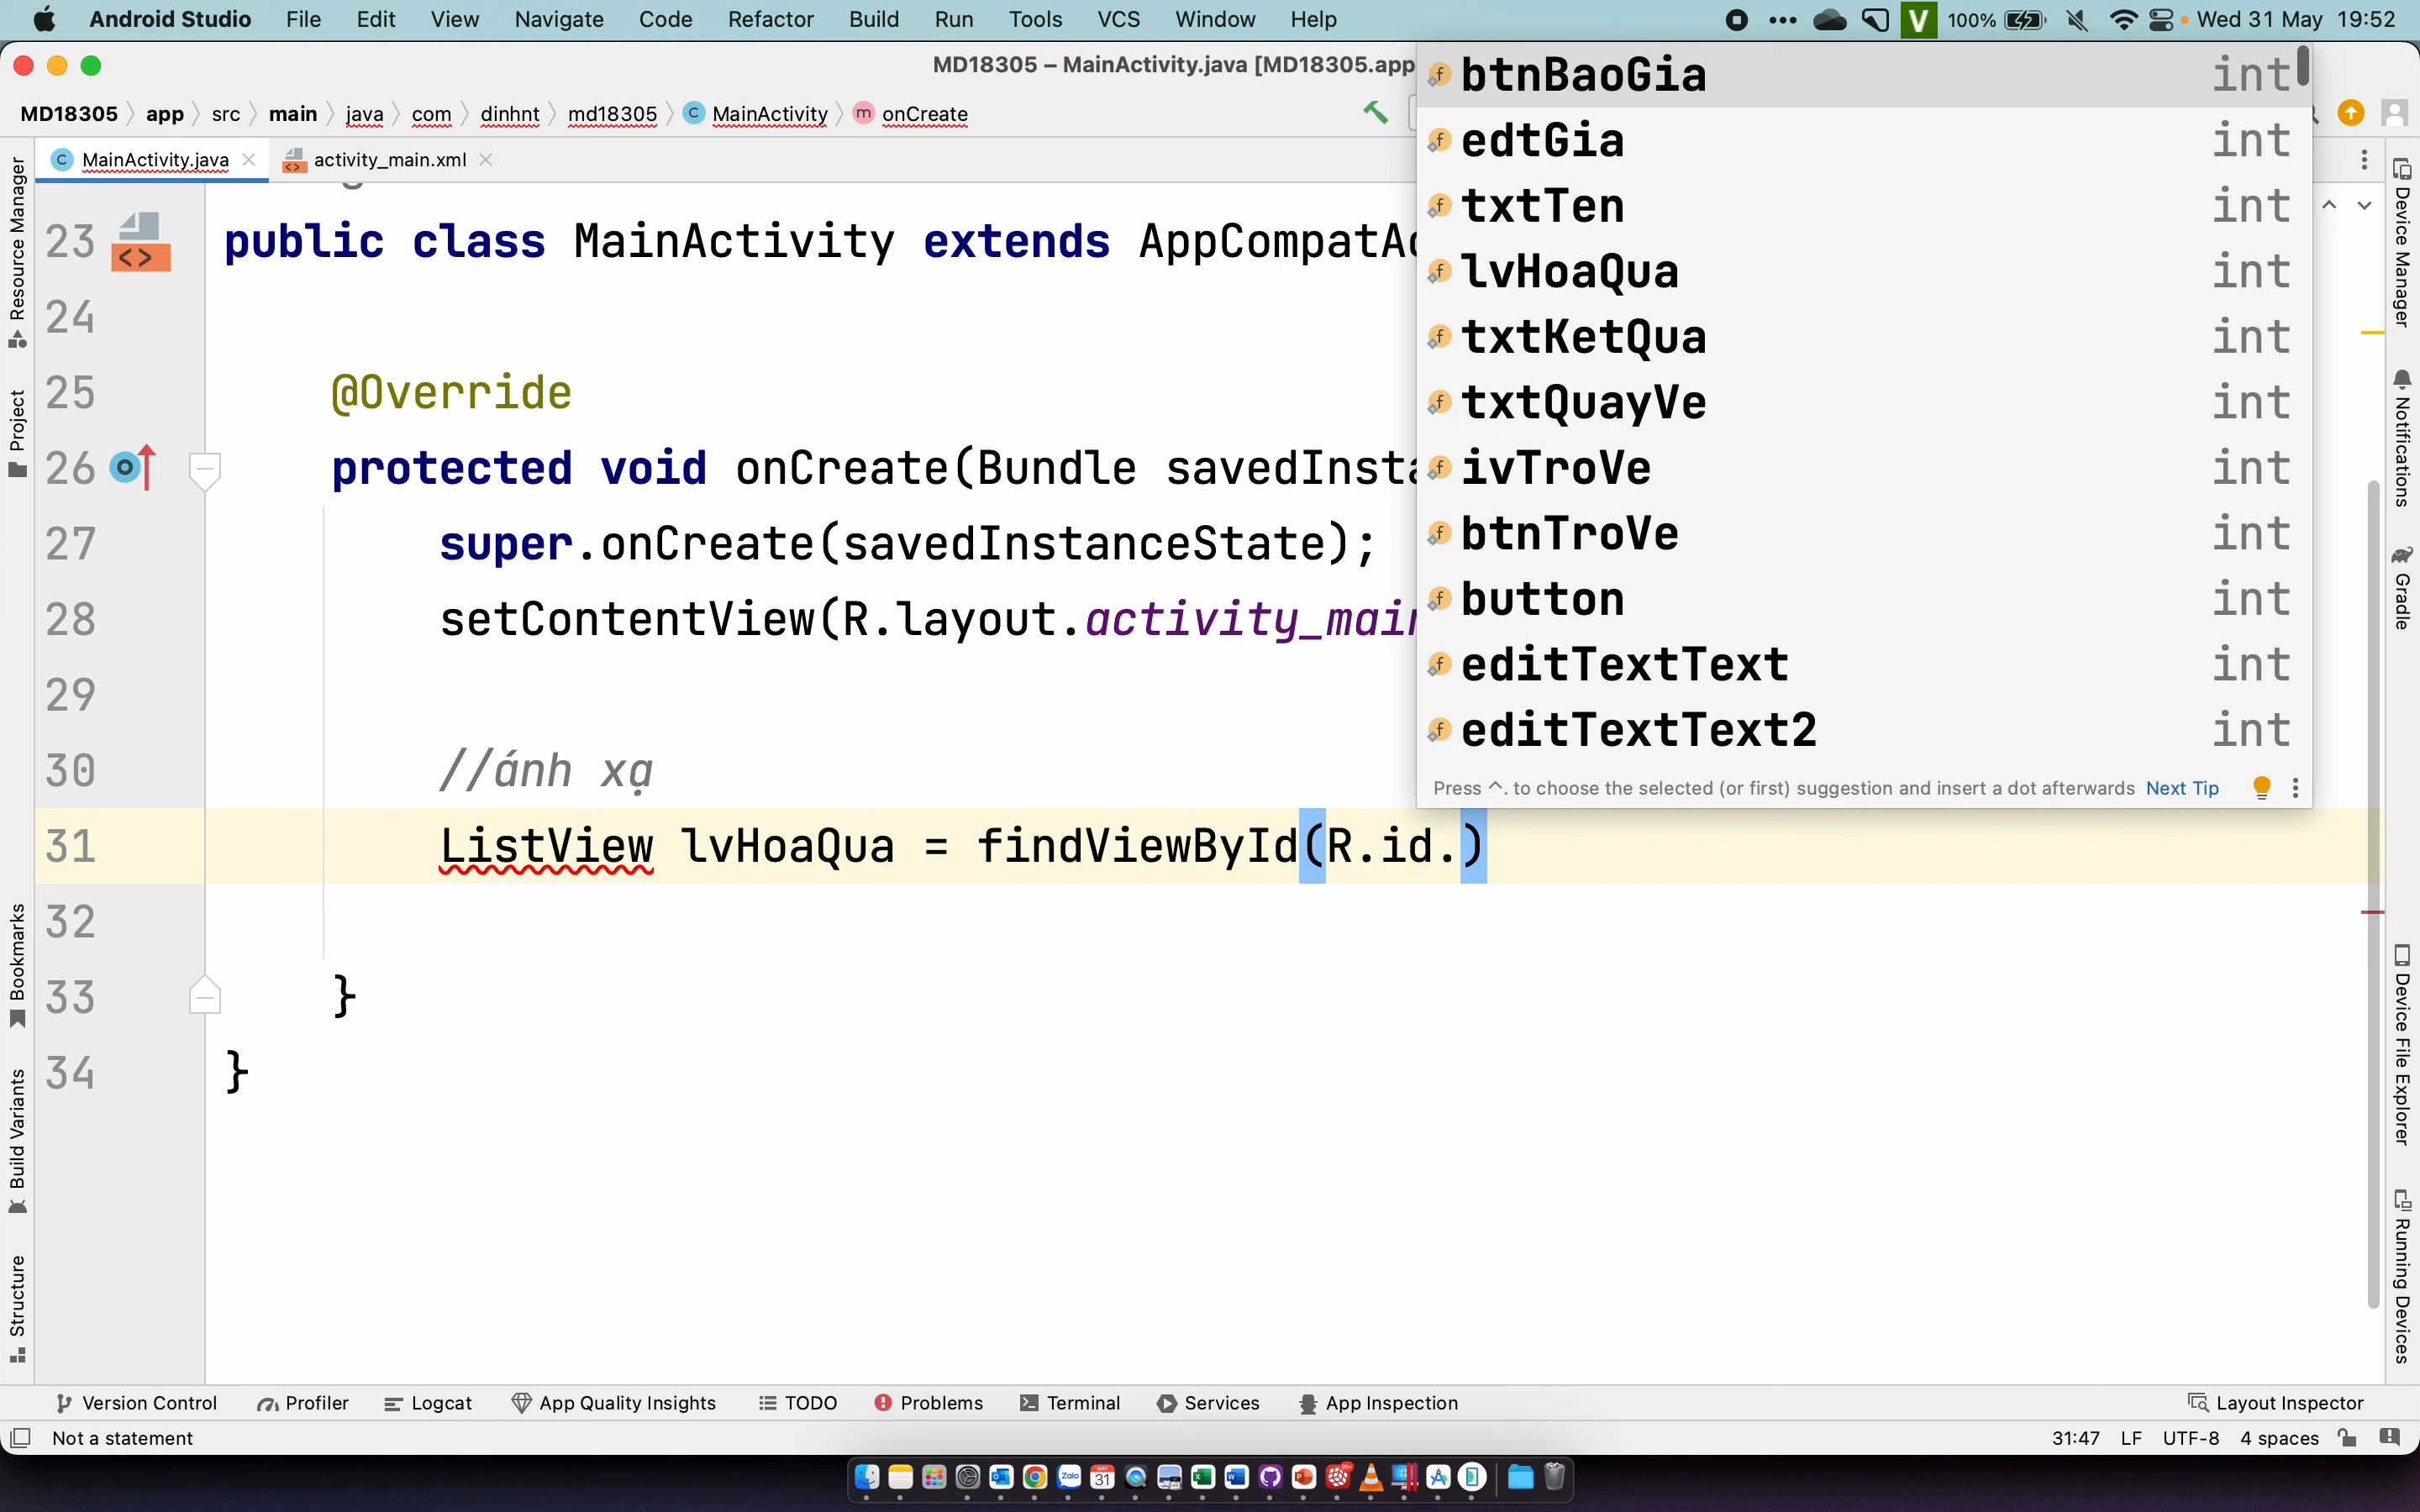 Android Studio File Edit View Navigate Code Refactor Build Run Tools VCS Window Help
V 100% Wed 31 May 19:52
MD18305 – MainActivity.java [MD18305.app
MD18305 app src main java com dinhnt md18305 C MainActivity m onCreate
C MainActivity.java activity_main.xml
Resource Manager
Project
Bookmarks
Build Variants
Structure
23 public class MainActivity extends AppCompatAc
24
25 @Override
26 protected void onCreate(Bundle savedInsta
27 super.onCreate(savedInstanceState);
28 setContentView(R.layout.activity_main
29
30 //ánh xạ
31 ListView lvHoaQua = findViewById(R.id.)
32
33 }
34 }
btnBaoGia int
edtGia int
txtTen int
lvHoaQua int
txtKetQua int
txtQuayVe int
ivTroVe int
btnTroVe int
button int
editTextText int
editTextText2 int
Press ^. to choose the selected (or first) suggestion and insert a dot afterwards Next Tip
Device Manager
Notifications
Gradle
Device File Explorer
Running Devices
Version Control Profiler Logcat App Quality Insights TODO Problems Terminal Services App Inspection Layout Inspector
Not a statement 31:47 LF UTF-8 4 spaces
Zalo 31